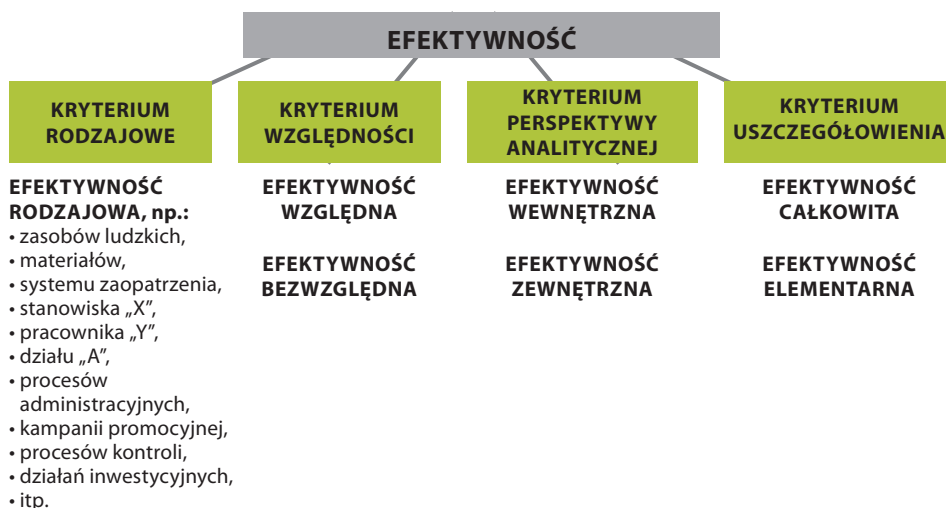 EFEKTYWNOŚĆ
KRYTERIUM
RODZAJOWE
KRYTERIUM
WZGLĘDNOŚCI
KRYTERIUM
PERSPEKTYWY
ANALITYCZNEJ
KRYTERIUM
USZCZEGÓŁOWIENIA
EFEKTYWNOŚĆ
RODZAJOWA, np.:
• zasobów ludzkich,
• materiałów,
• systemu zaopatrzenia,
• stanowiska „X”,
• pracownika „Y”,
• działu „A”,
• procesów
administracyjnych,
• kampanii promocyjnej,
• procesów kontroli,
• działań inwestycyjnych,
• itp.
EFEKTYWNOŚĆ
WZGLĘDNA
EFEKTYWNOŚĆ
BEZWZGLĘDNA
EFEKTYWNOŚĆ
WEWNĘTRZNA
EFEKTYWNOŚĆ
ZEWNĘTRZNA
EFEKTYWNOŚĆ
CAŁKOWITA
EFEKTYWNOŚĆ
ELEMENTARNA